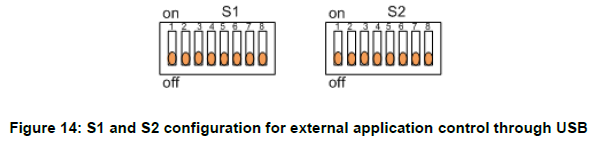 on S1
1 2 3 4 5 6 7 8
off
on S2
1 2 3 4 5 6 7 8
off
Figure 14: S1 and S2 configuration for external application control through USB